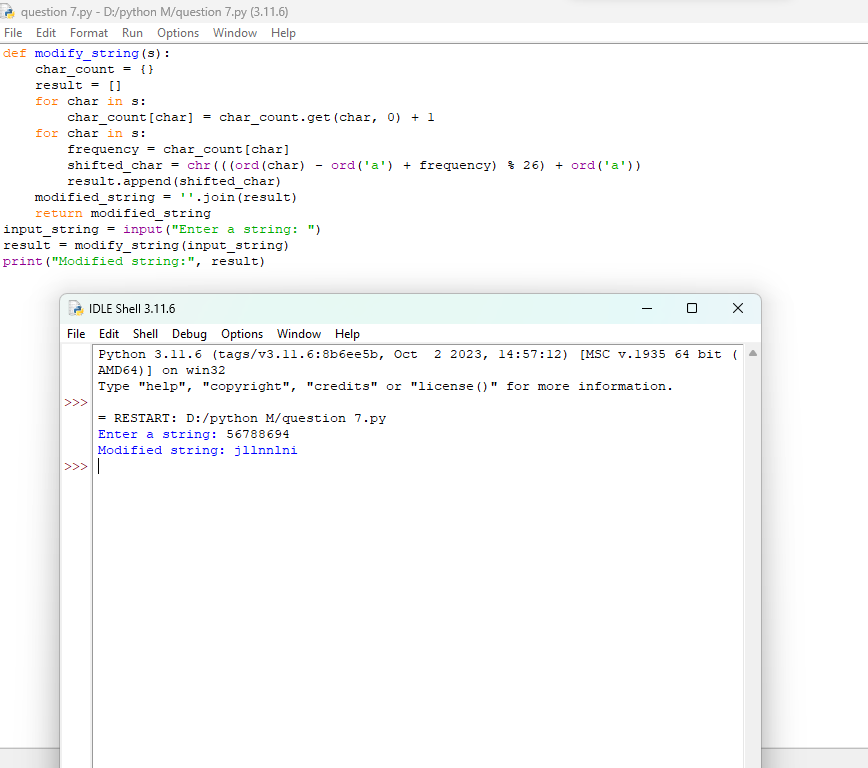 question 7.py - D:/python M/question 7.py (3.11.6)
File Edit Format Run Options Window Help
def modify_string(s):
    char_count = {}
    result = []
    for char in s:
        char_count[char] = char_count.get(char, 0) + 1
    for char in s:
        frequency = char_count[char]
        shifted_char = chr(((ord(char) - ord('a') + frequency) % 26) + ord('a'))
        result.append(shifted_char)
    modified_string = ''.join(result)
    return modified_string
input_string = input("Enter a string: ")
result = modify_string(input_string)
print("Modified string:", result)
IDLE Shell 3.11.6
File Edit Shell Debug Options Window Help
Python 3.11.6 (tags/v3.11.6:8b6ee5b, Oct  2 2023, 14:57:12) [MSC v.1935 64 bit (
AMD64)] on win32
Type "help", "copyright", "credits" or "license()" for more information.
>>>
= RESTART: D:/python M/question 7.py
Enter a string: 56788694
Modified string: jllnnlni
>>>